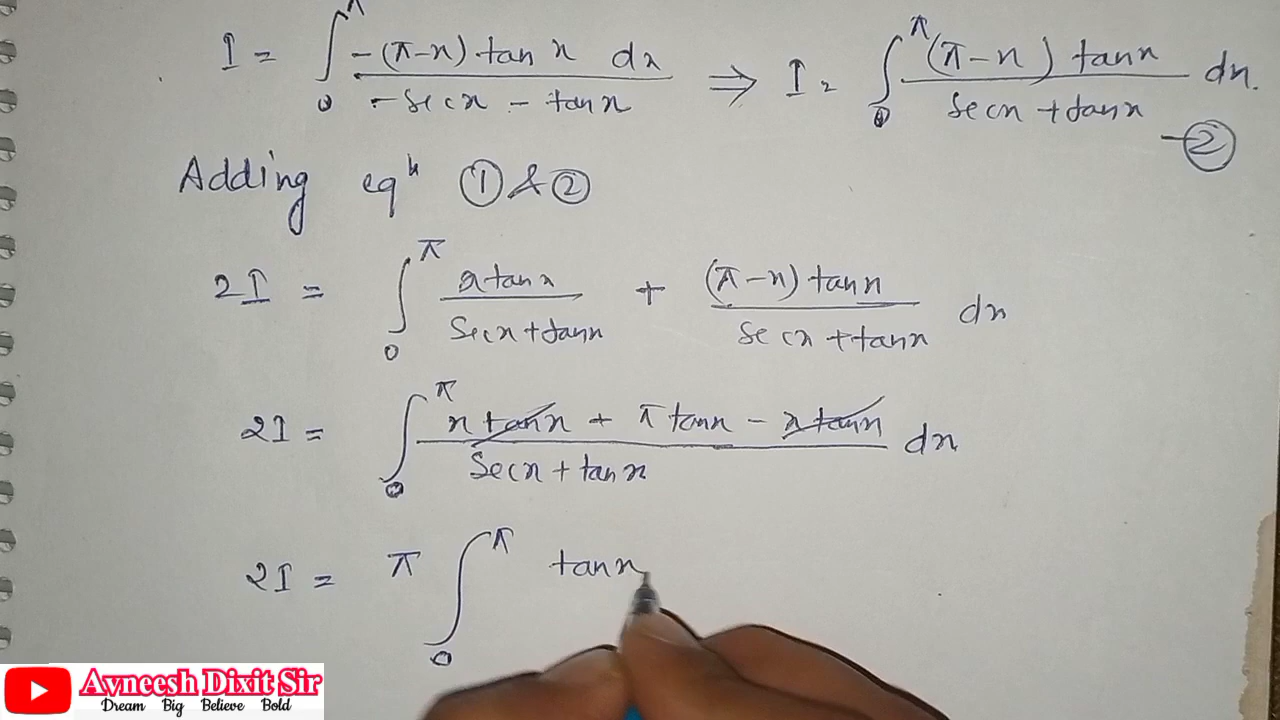 I = ∫₀^π -(π-x).tan x dx / -sec x - tan x ⇒ I = ∫₀^π (π-x) tan x / sec x + tan x dx. -②
Adding eqⁿ ① & ②
2I = ∫₀^π x tan x / sec x + tan x + (π-x) tan x / sec x + tan x dx
2I = ∫₀^π x tan x + π tan x - x tan x / sec x + tan x dx
2I = π ∫₀^π tan x
Avneesh Dixit Sir
Dream Big Believe Bold